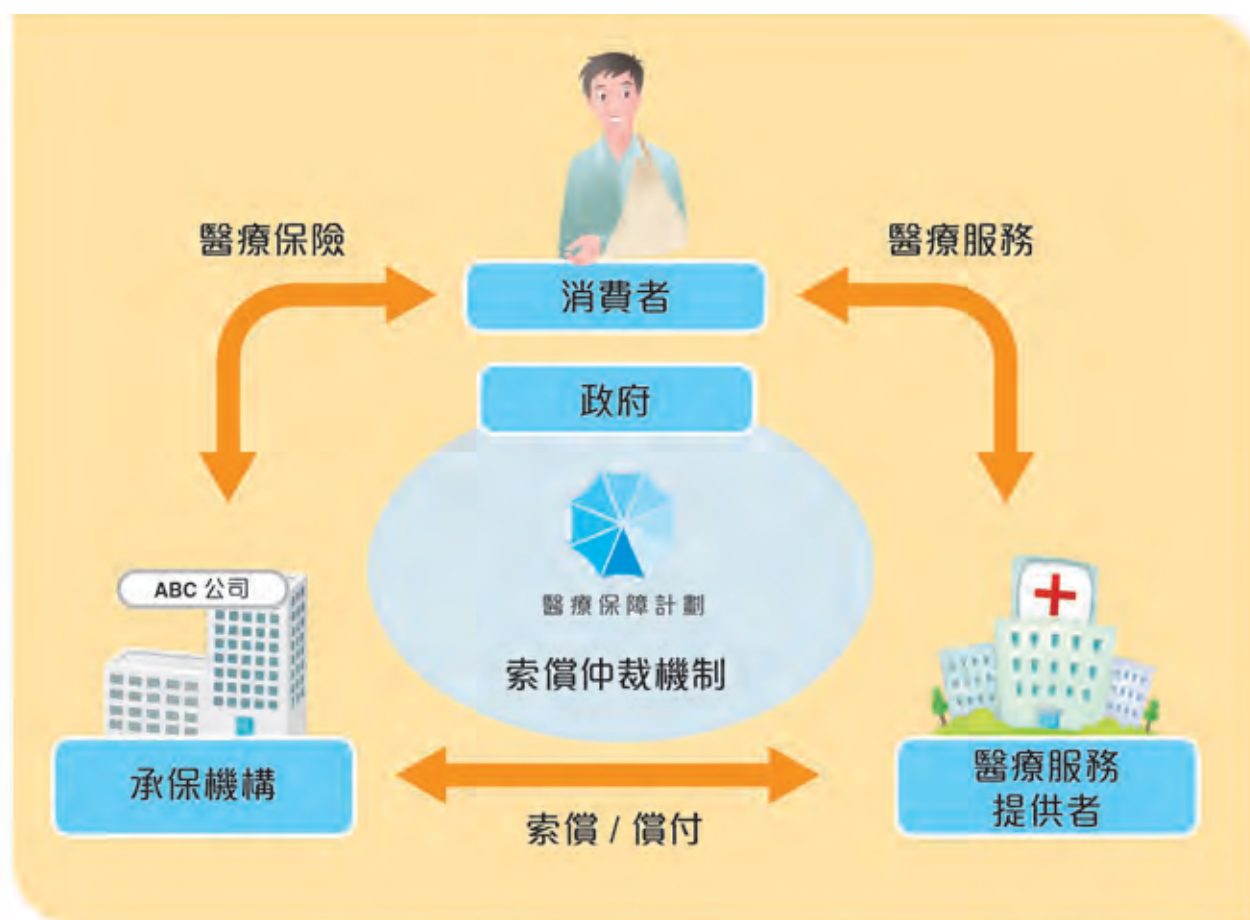 醫療保險
醫療服務
消費者
政府
ABC 公司
醫療保障計劃
索償仲裁機制
承保機構
醫療服務
提供者
索償 / 償付